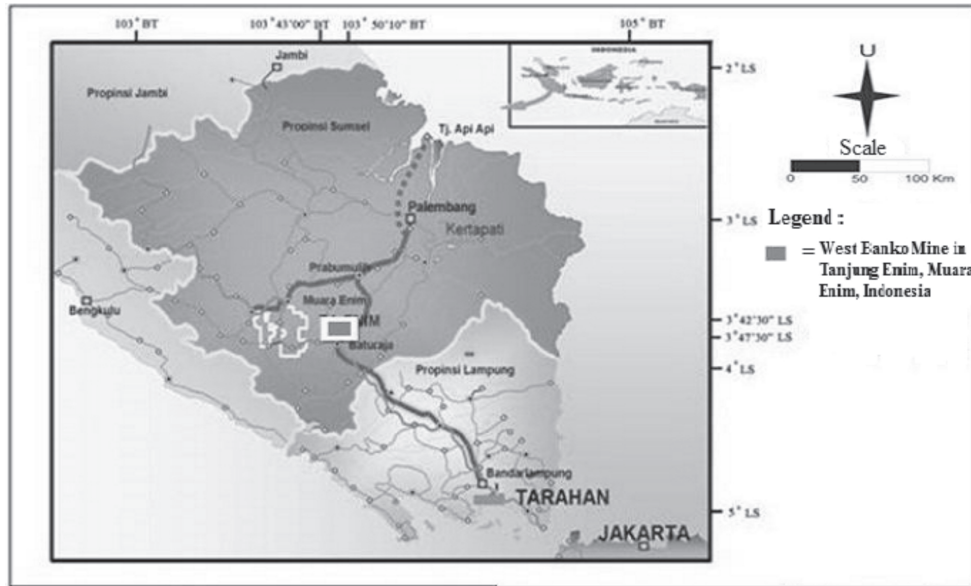 103° BT
103°43'00" BT
103°50'10" BT
105° BT
INDONESIA
2° LS
3° LS
3°42'30" LS
3°47'30" LS
4° LS
5° LS
Jambi
Propinsi Jambi
Propinsi Sumsel
Tj. Api Api
Palembang
Kertapati
Prabumulih
Muara Enim
IM
Bengkulu
Baturaja
Propinsi Lampung
Bandarlampung
TARAHAN
JAKARTA
U
Scale
0 50 100 Km
Legend :
= West Banko Mine in
Tanjung Enim, Muara
Enim, Indonesia